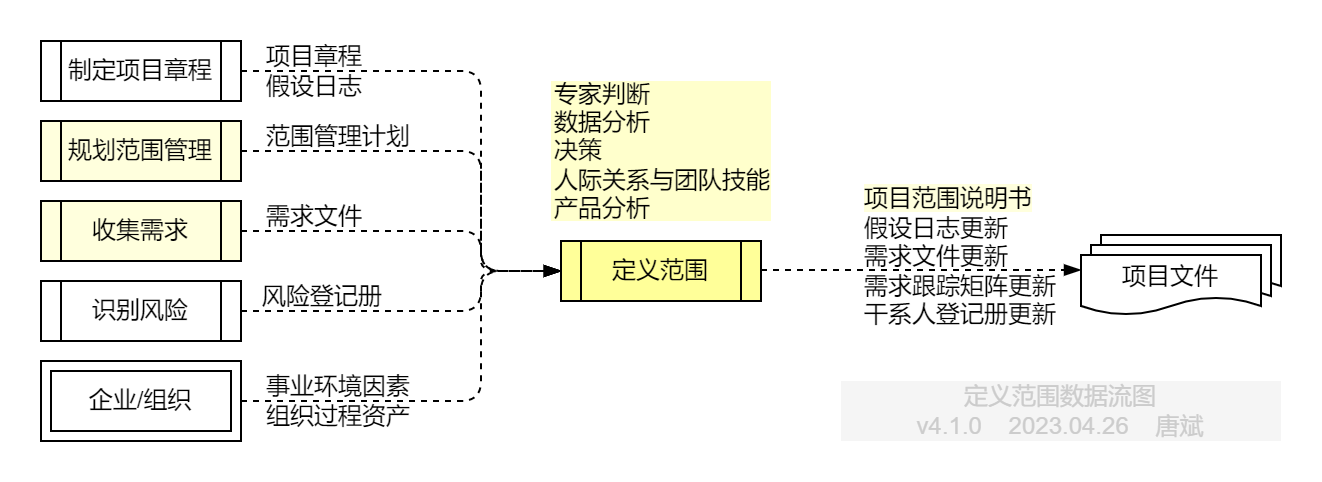 制定项目章程
项目章程
假设日志
规划范围管理
范围管理计划
收集需求
需求文件
识别风险
风险登记册
企业/组织
事业环境因素
组织过程资产
专家判断
数据分析
决策
人际关系与团队技能
产品分析
定义范围
项目范围说明书
假设日志更新
需求文件更新
需求跟踪矩阵更新
干系人登记册更新
项目文件
定义范围数据流图
v4.1.0 2023.04.26 唐斌